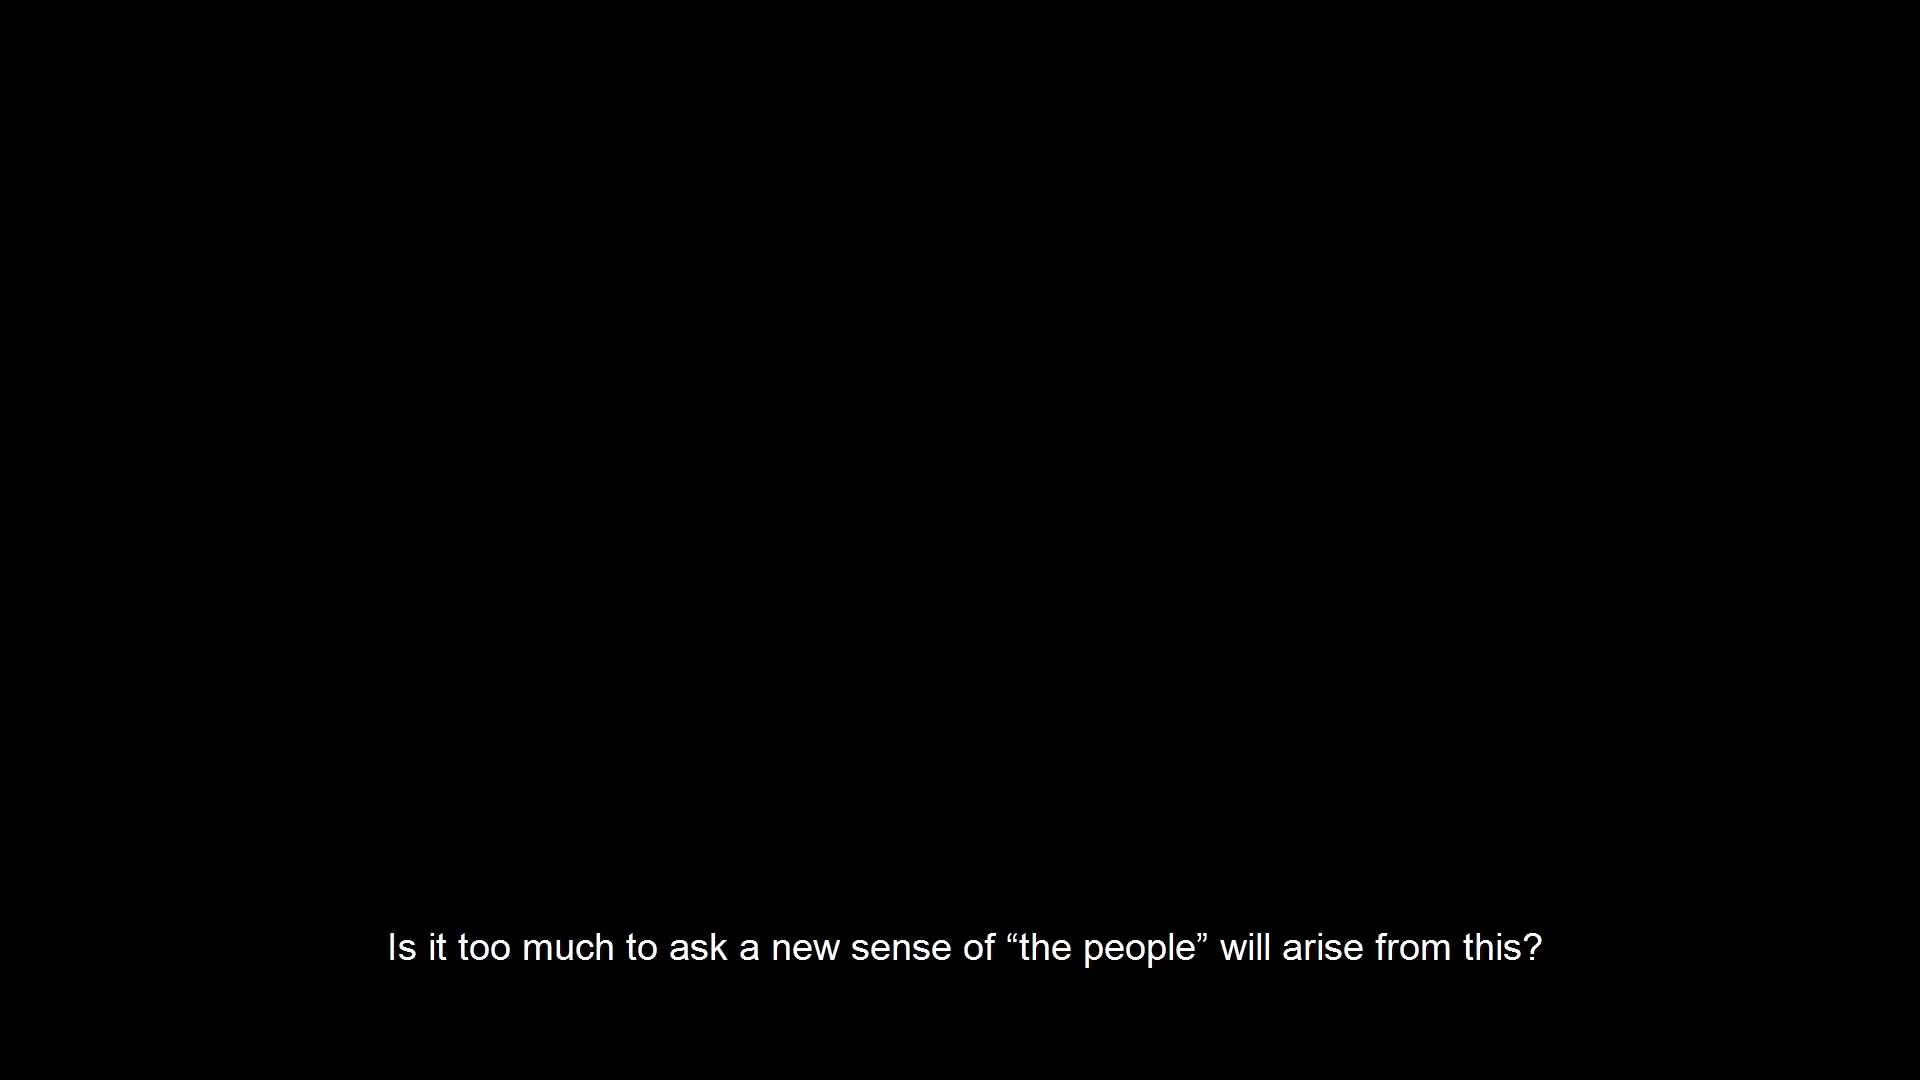 Is it too much to ask a new sense of “the people” will arise from this?